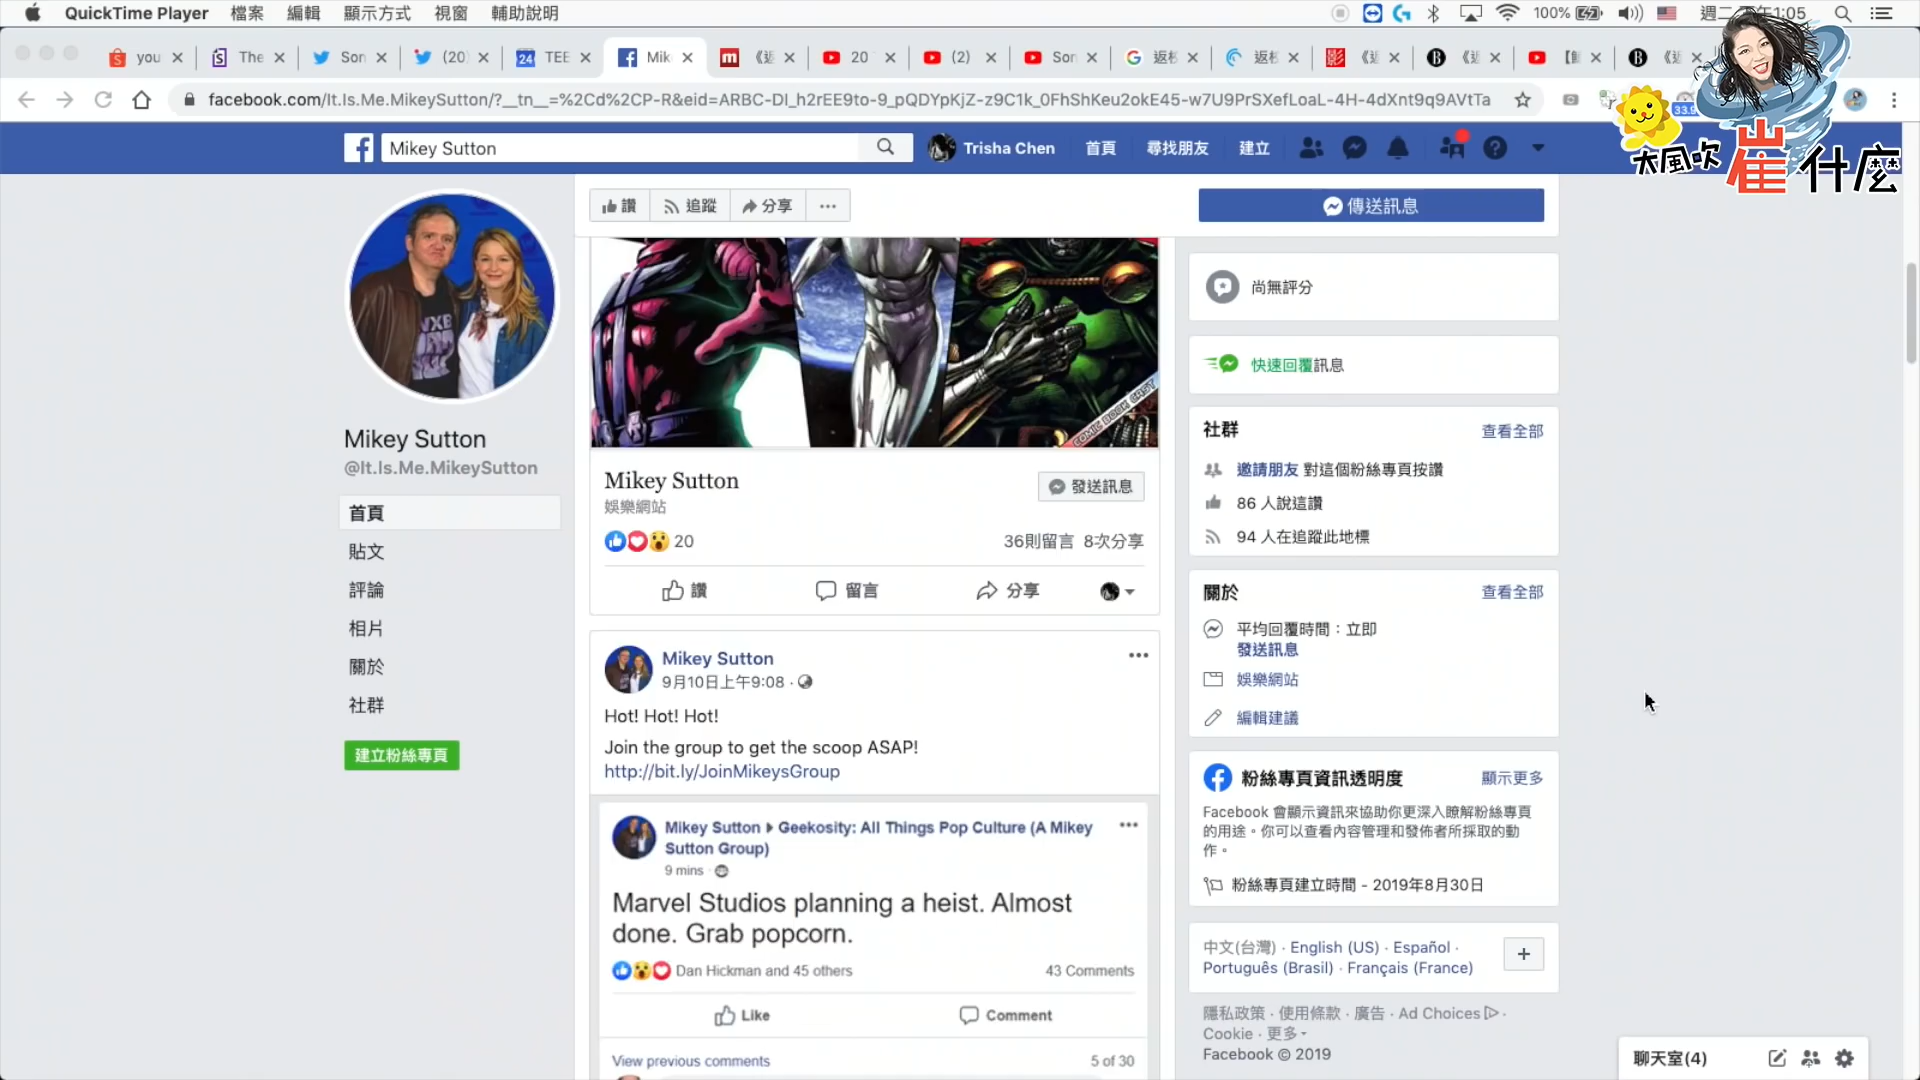 QuickTime Player 檔案 編輯 顯示方式 視窗 輔助說明
100%
you The Son (20) 24 TEE Mik 20 (2) Son
facebook.com/It.Is.Me.MikeySutton/?__tn__=%2Cd%2CP-R&eid=ARBC-DI_h2rEE9to-9_pQDYpKjZ-z9C1k_0FhShKeu2okE45-w7U9PrSXefLoaL-4H-4dXnt9q9AVtTa
大風吹 崔什麼
Mikey Sutton
Trisha Chen 首頁 尋找朋友 建立
讚 追蹤 分享
傳送訊息
COMIC BOOK CAST
Mikey Sutton
@It.Is.Me.MikeySutton
首頁
貼文
評論
相片
關於
社群
建立粉絲專頁
Mikey Sutton
娛樂網站
發送訊息
20
36則留言 8次分享
讚 留言 分享
Mikey Sutton
9月10日上午9:08
Hot! Hot! Hot!
Join the group to get the scoop ASAP!
http://bit.ly/JoinMikeysGroup
Mikey Sutton ▸ Geekosity: All Things Pop Culture (A Mikey
Sutton Group)
9 mins
Marvel Studios planning a heist. Almost
done. Grab popcorn.
Dan Hickman and 45 others
43 Comments
Like Comment
View previous comments
5 of 30
尚無評分
快速回覆訊息
社群
查看全部
邀請朋友 對這個粉絲專頁按讚
86 人說這讚
94 人在追蹤此地標
關於
查看全部
平均回覆時間：立即
發送訊息
娛樂網站
編輯建議
粉絲專頁資訊透明度
顯示更多
Facebook 會顯示資訊來協助你更深入瞭解粉絲專頁
的用途。你可以查看內容管理和發佈者所採取的動
作。
粉絲專頁建立時間 - 2019年8月30日
中文(台灣) · English (US) · Español ·
Português (Brasil) · Français (France)
隱私政策 · 使用條款 · 廣告 · Ad Choices ·
Cookie · 更多
Facebook © 2019
聊天室(4)